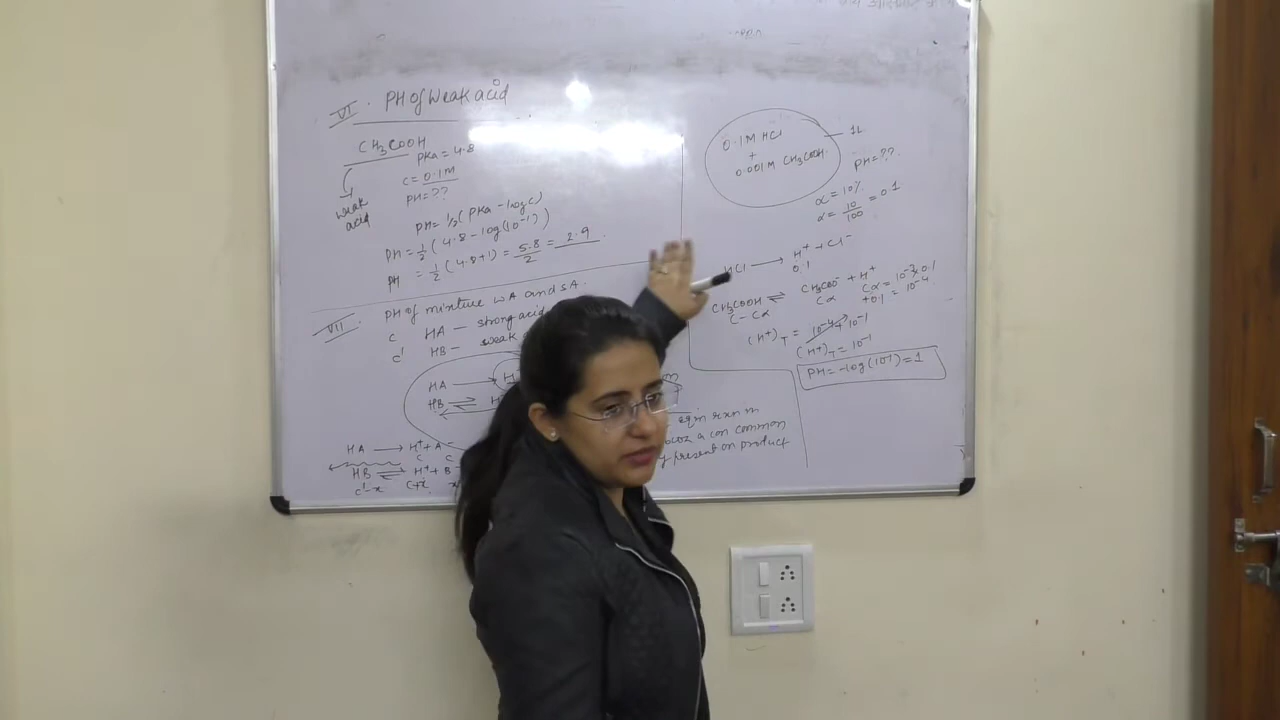 VI. PH of Weak acid
CH3COOH
PKa = 4.8
C = 0.1M
PH = ??
weak
acid
PH = 1/2 (PKa - log c)
PH = 1/2 (4.8 - log(10^-1))
PH = 1/2 (4.8+1) = 5.8/2 = 2.9
VII. PH of mixture WA and SA.
C HA — strong acid
C' HB — weak
HA →
HB ⇌
HA → H+ + A-
C C
HB ⇌ H+ + B
C'-x C+x
eqm rxn in
a con common
present on product
0.1M HCl
+
0.001M CH3COOH
1L
PH = ??
α = 10%
α = 10/100 = 0.1
HCl → H+ + Cl-
0.1
CH3COOH ⇌ CH3COO- + H+
C-Cα Cα Cα = 10^-3 × 0.1
+0.1 = 10^-4
(H+)T = 10^-4 + 10^-1
(H+)T = 10^-1
PH = -log(10^-1) = 1